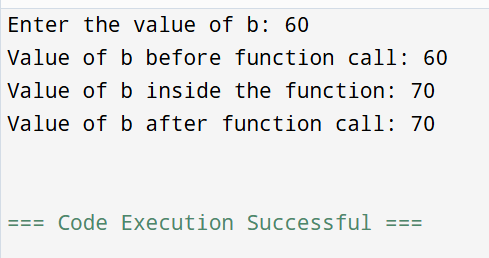 Enter the value of b: 60
Value of b before function call: 60
Value of b inside the function: 70
Value of b after function call: 70
=== Code Execution Successful ===